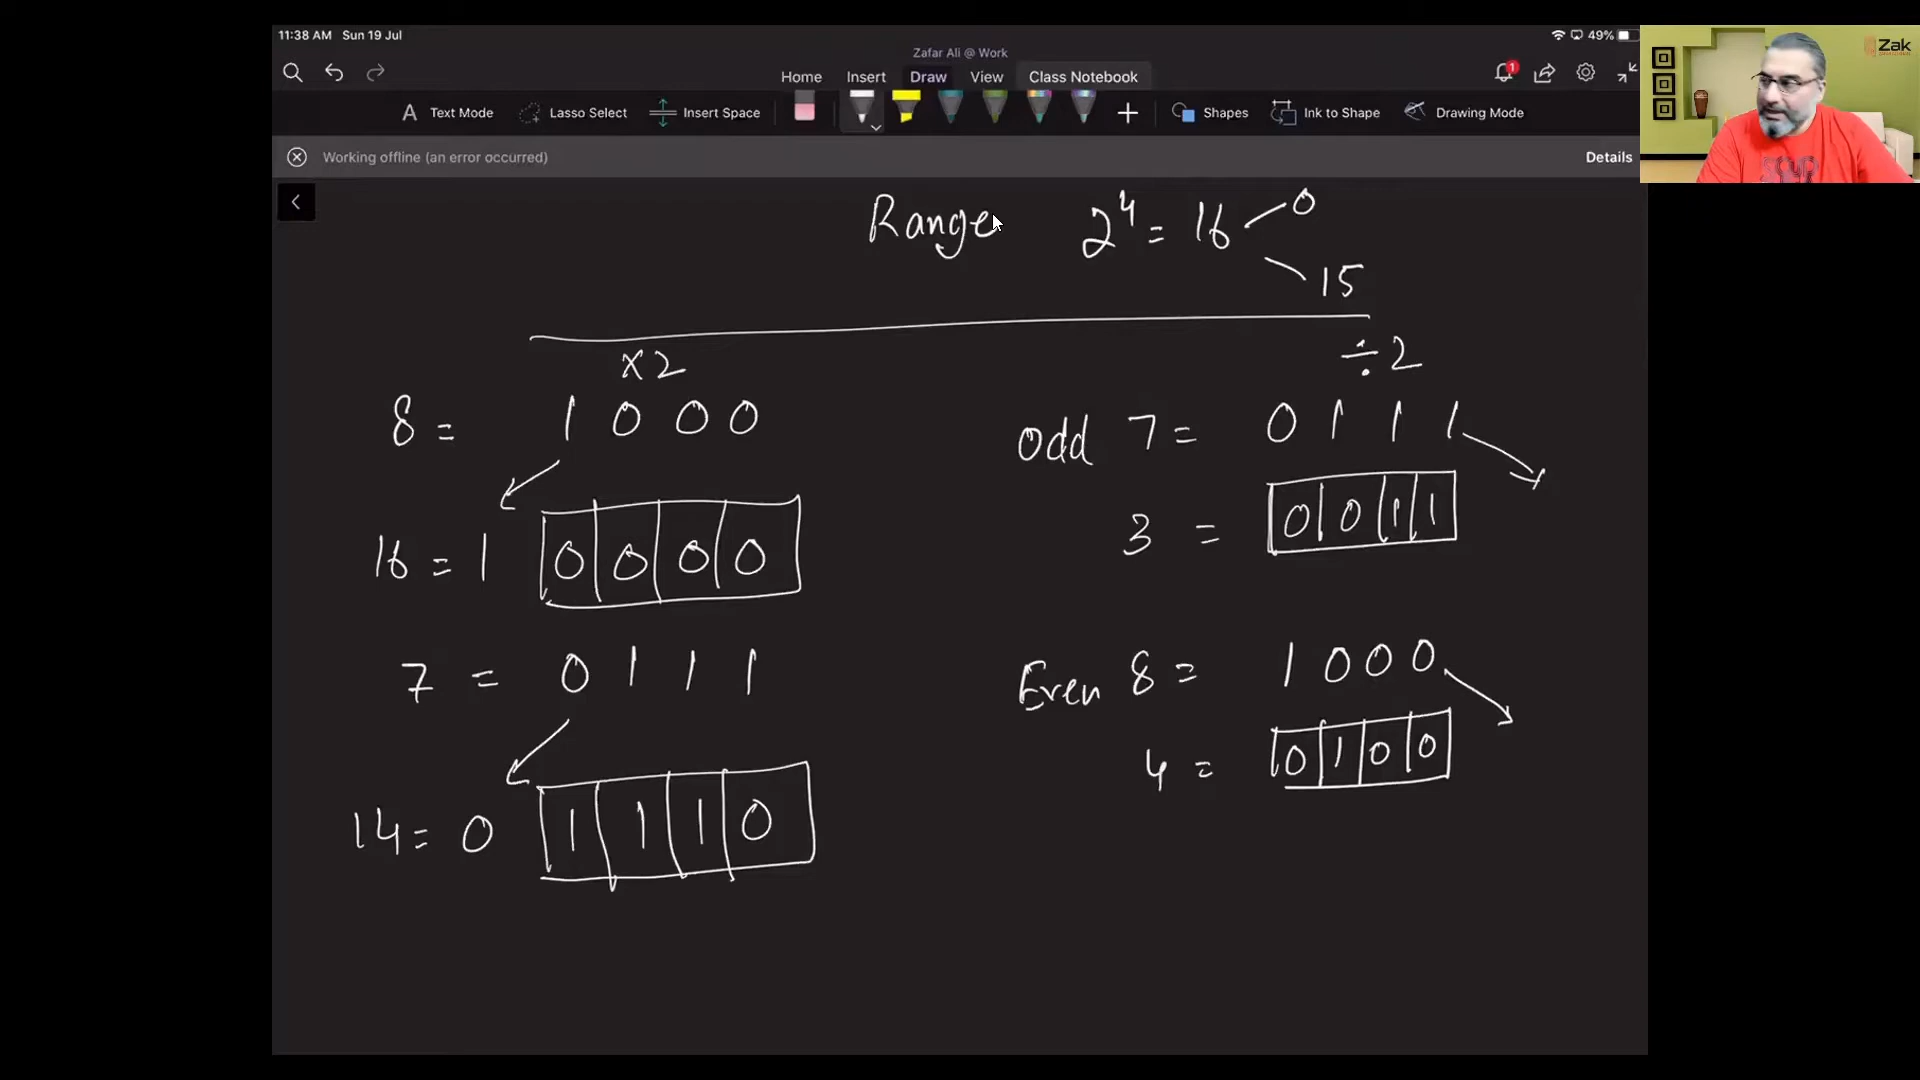 11:38 AM Sun 19 Jul
49%
Zafar Ali @ Work
Home Insert Draw View Class Notebook
1
Zak
A Text Mode Lasso Select Insert Space Shapes Ink to Shape Drawing Mode
Working offline (an error occurred) Details
Range 2^4 = 16 0
15
×2
÷2
8 = 1 0 0 0
16 = 1 0 0 0 0
7 = 0 1 1 1
14 = 0 1 1 1 0
Odd 7 = 0 1 1 1
3 = 0 0 1 1
Even 8 = 1 0 0 0
4 = 0 1 0 0